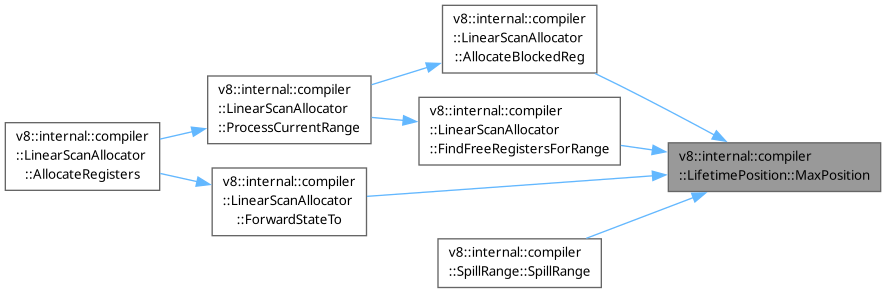 v8::internal::compiler
::LinearScanAllocator
::AllocateBlockedReg
v8::internal::compiler
::LinearScanAllocator
::ProcessCurrentRange
v8::internal::compiler
::LinearScanAllocator
::FindFreeRegistersForRange
v8::internal::compiler
::LinearScanAllocator
::AllocateRegisters
v8::internal::compiler
::LifetimePosition::MaxPosition
v8::internal::compiler
::LinearScanAllocator
::ForwardStateTo
v8::internal::compiler
::SpillRange::SpillRange